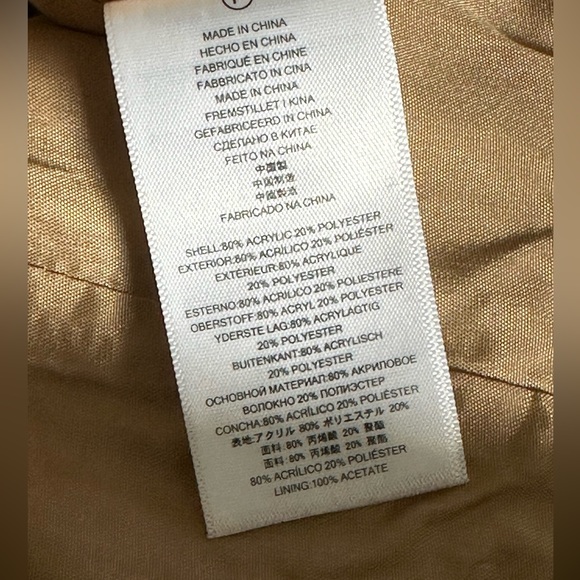 MADE IN CHINA
HECHO EN CHINA
FABRIQUÉ EN CHINE
FABBRICATO IN CINA
MADE IN CHINA
FREMSTILLET I KINA
GEFABRICEERD IN CHINA
СДЕЛАНО В КИТАЕ
FEITO NA CHINA
中國製
中国制造
中國製造
FABRICADO NA CHINA
SHELL:80% ACRYLIC 20% POLYESTER
EXTERIOR:80% ACRÍLICO 20% POLIÉSTER
EXTÉRIEUR:80% ACRYLIQUE
20% POLYESTER
ESTERNO:80% ACRILICO 20% POLIESTERE
OBERSTOFF:80% ACRYL 20% POLYESTER
YDERSTE LAG:80% ACRYLAGTIG
20% POLYESTER
BUITENKANT:80% ACRYLISCH
20% POLYESTER
ОСНОВНОЙ МАТЕРИАЛ:80% АКРИЛОВОЕ
ВОЛОКНО 20% ПОЛИЭСТЕР
CONCHA:80% ACRÍLICO 20% POLIÉSTER
表地:アクリル 80% ポリエステル 20%
面料:80% 丙烯酸 20% 聚酯
面料:80% 丙烯酸 20% 聚酯
80% ACRÍLICO 20% POLIÉSTER
LINING:100% ACETATE